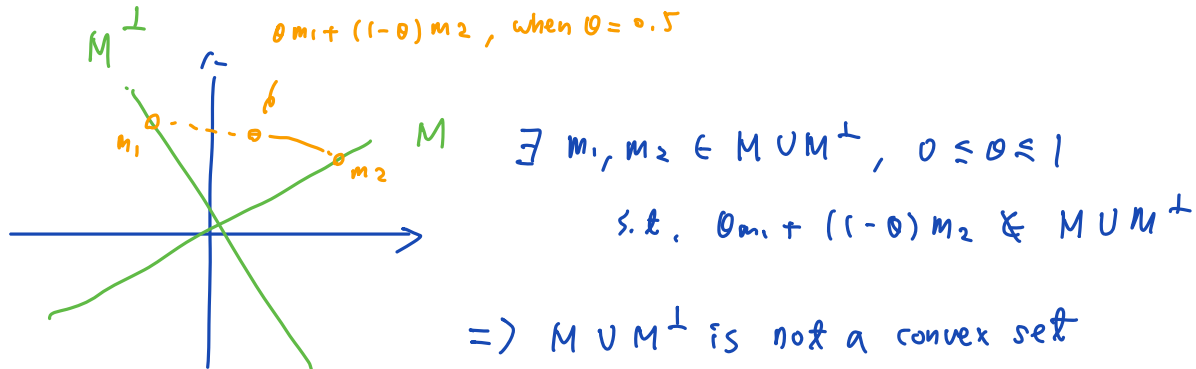 θm₁ + (1-θ)m₂, when θ = 0.5
M^⊥
m₁
M
m₂
∃ m₁, m₂ ∈ M ∪ M^⊥, 0 ≤ θ ≤ 1
s.t. θm₁ + (1-θ)m₂ ∉ M ∪ M^⊥
=> M ∪ M^⊥ is not a convex set